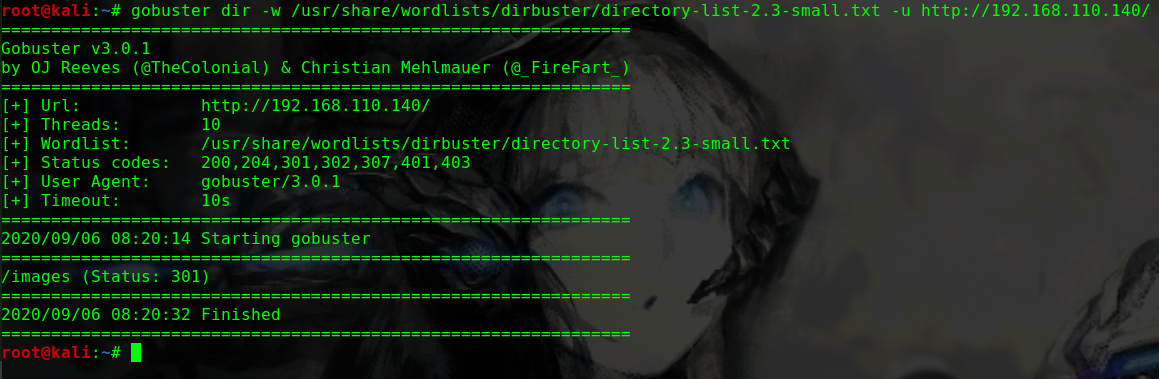 root@kali:~# gobuster dir -w /usr/share/wordlists/dirbuster/directory-list-2.3-small.txt -u http://192.168.110.140/
===============================================================
Gobuster v3.0.1
by OJ Reeves (@TheColonial) & Christian Mehlmauer (@_FireFart_)
===============================================================
[+] Url:            http://192.168.110.140/
[+] Threads:        10
[+] Wordlist:       /usr/share/wordlists/dirbuster/directory-list-2.3-small.txt
[+] Status codes:   200,204,301,302,307,401,403
[+] User Agent:     gobuster/3.0.1
[+] Timeout:        10s
===============================================================
2020/09/06 08:20:14 Starting gobuster
===============================================================
/images (Status: 301)
===============================================================
2020/09/06 08:20:32 Finished
===============================================================
root@kali:~#